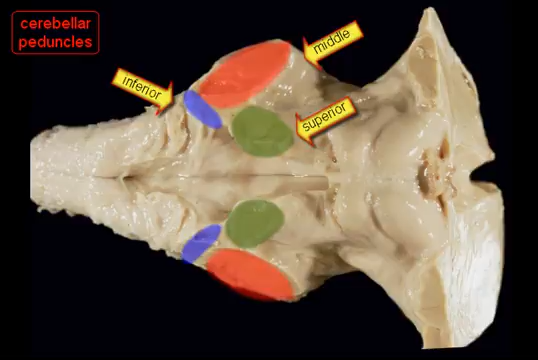 cerebellar
peduncles
middle
inferior
superior